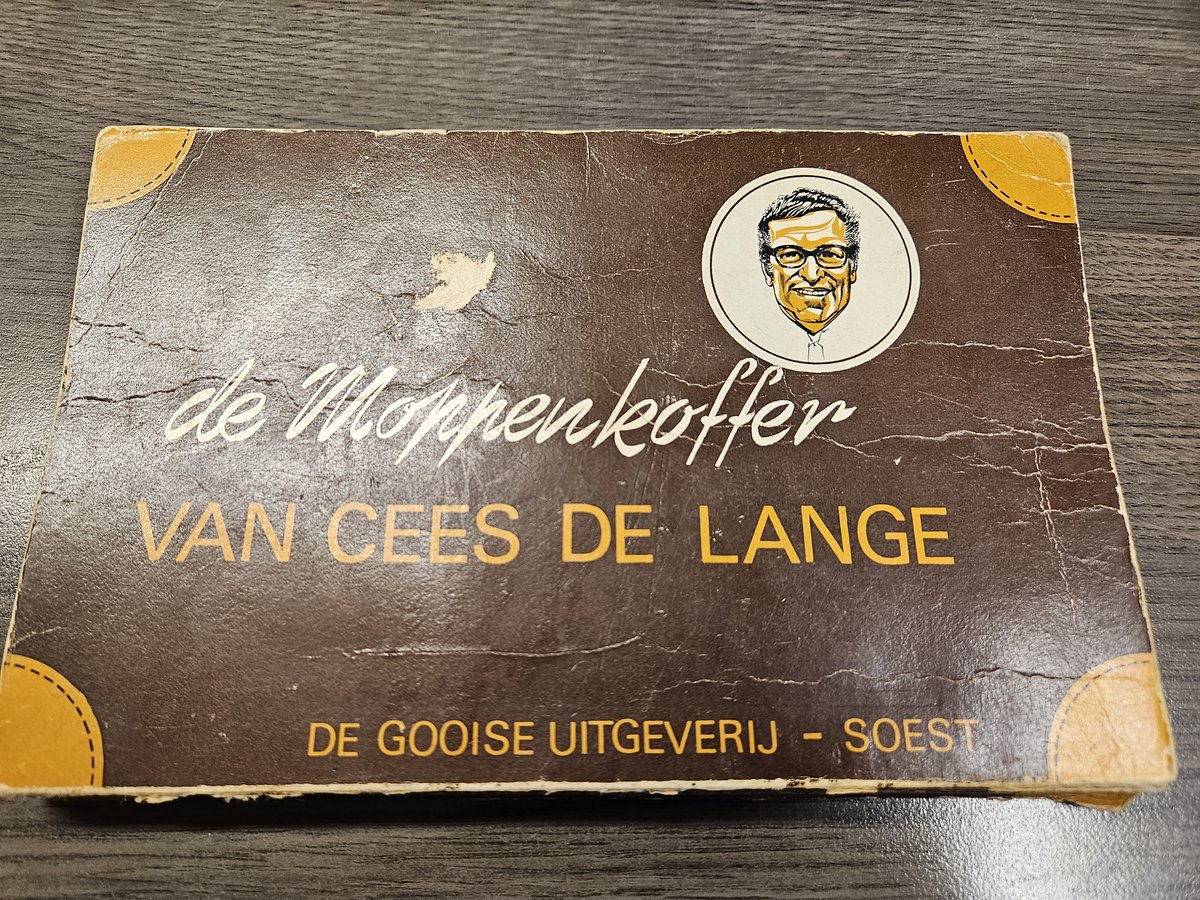 de Moppenkoffer
VAN CEES DE LANGE
DE GOOISE UITGEVERIJ - SOEST